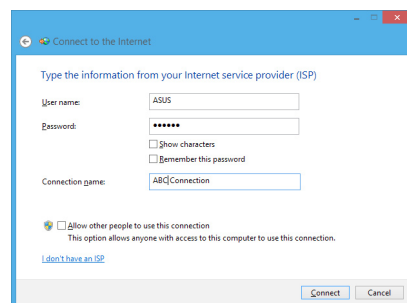 Connect to the Internet
Type the information from your Internet service provider (ISP)
User name: ASUS
Password: ••••••
Show characters
Remember this password
Connection name: ABC Connection
Allow other people to use this connection
This option allows anyone with access to this computer to use this connection.
I don't have an ISP
Connect Cancel